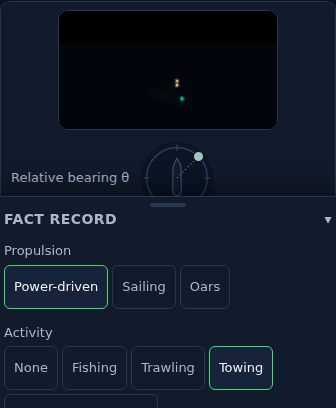 Relative bearing θ
FACT RECORD ▼
Propulsion
Power-driven Sailing Oars
Activity
None Fishing Trawling Towing